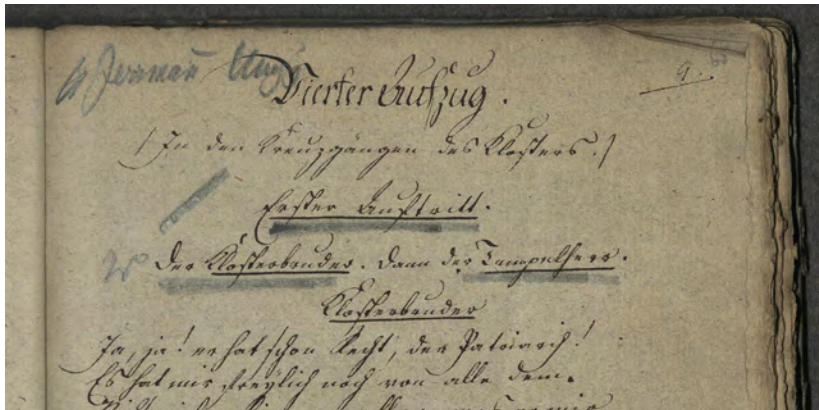 Vierter Aufzug.
9.
/ In den Kreuzgängen des Klosters. /
Erster Auftritt.
Der Klosterbruder. Dann der Tempelherr.
Klosterbruder
Ja, ja! er hat schon Recht, der Patriarch!
Es hat mir freylich noch von alle dem.